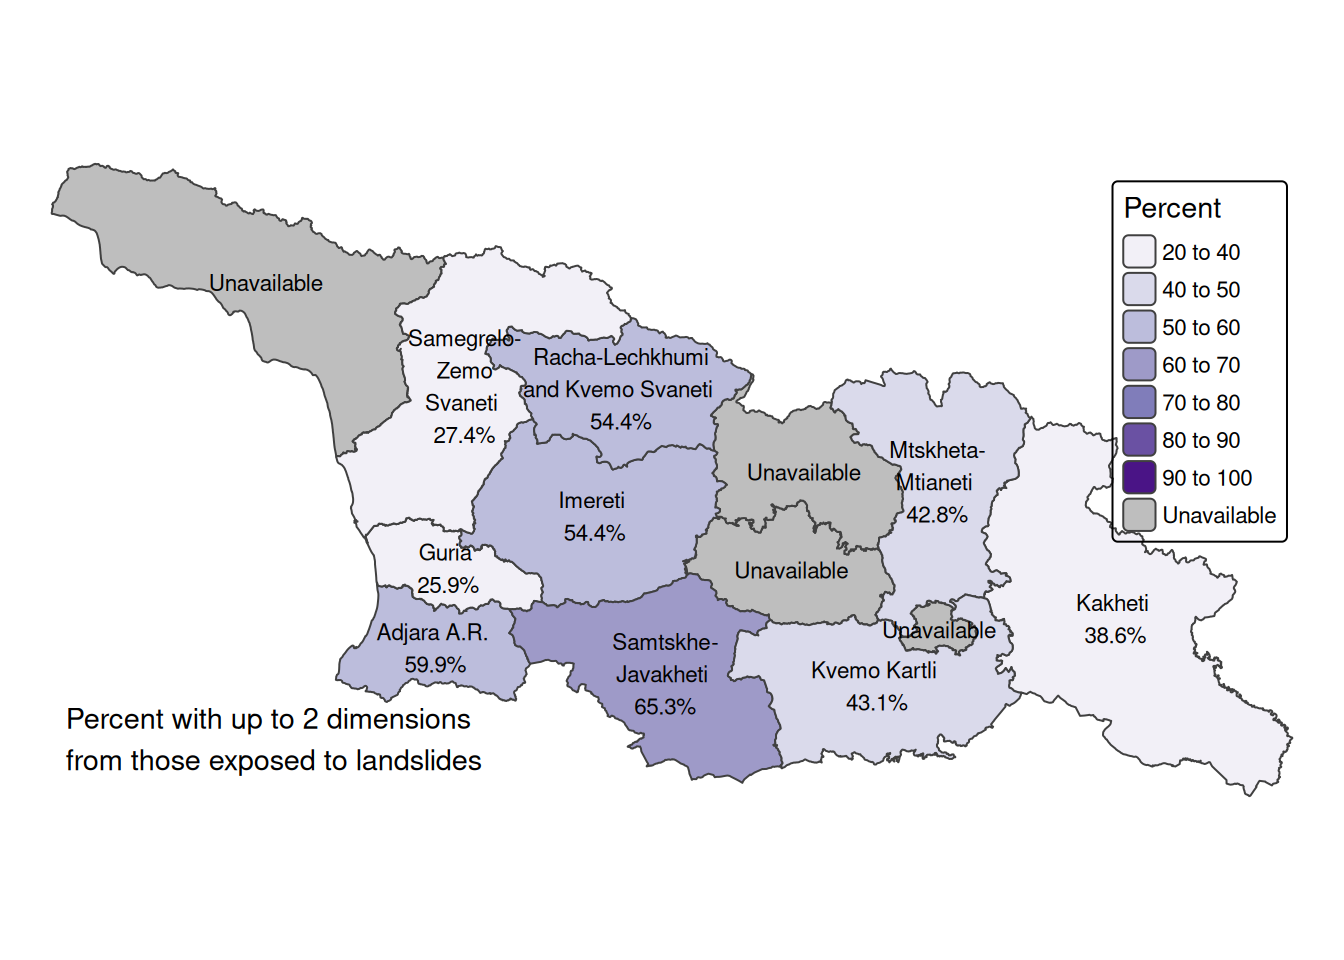 Percent
20 to 40
40 to 50
50 to 60
60 to 70
70 to 80
80 to 90
90 to 100
Unavailable
Unavailable
Samegrelo-
Zemo
Svaneti
27.4%
Racha-Lechkhumi
and Kvemo Svaneti
54.4%
Imereti
54.4%
Unavailable
Unavailable
Mtskheta-
Mtianeti
42.8%
Guria
25.9%
Adjara A.R.
59.9%
Samtskhe-
Javakheti
65.3%
Unavailable
Kvemo Kartli
43.1%
Kakheti
38.6%
Percent with up to 2 dimensions
from those exposed to landslides